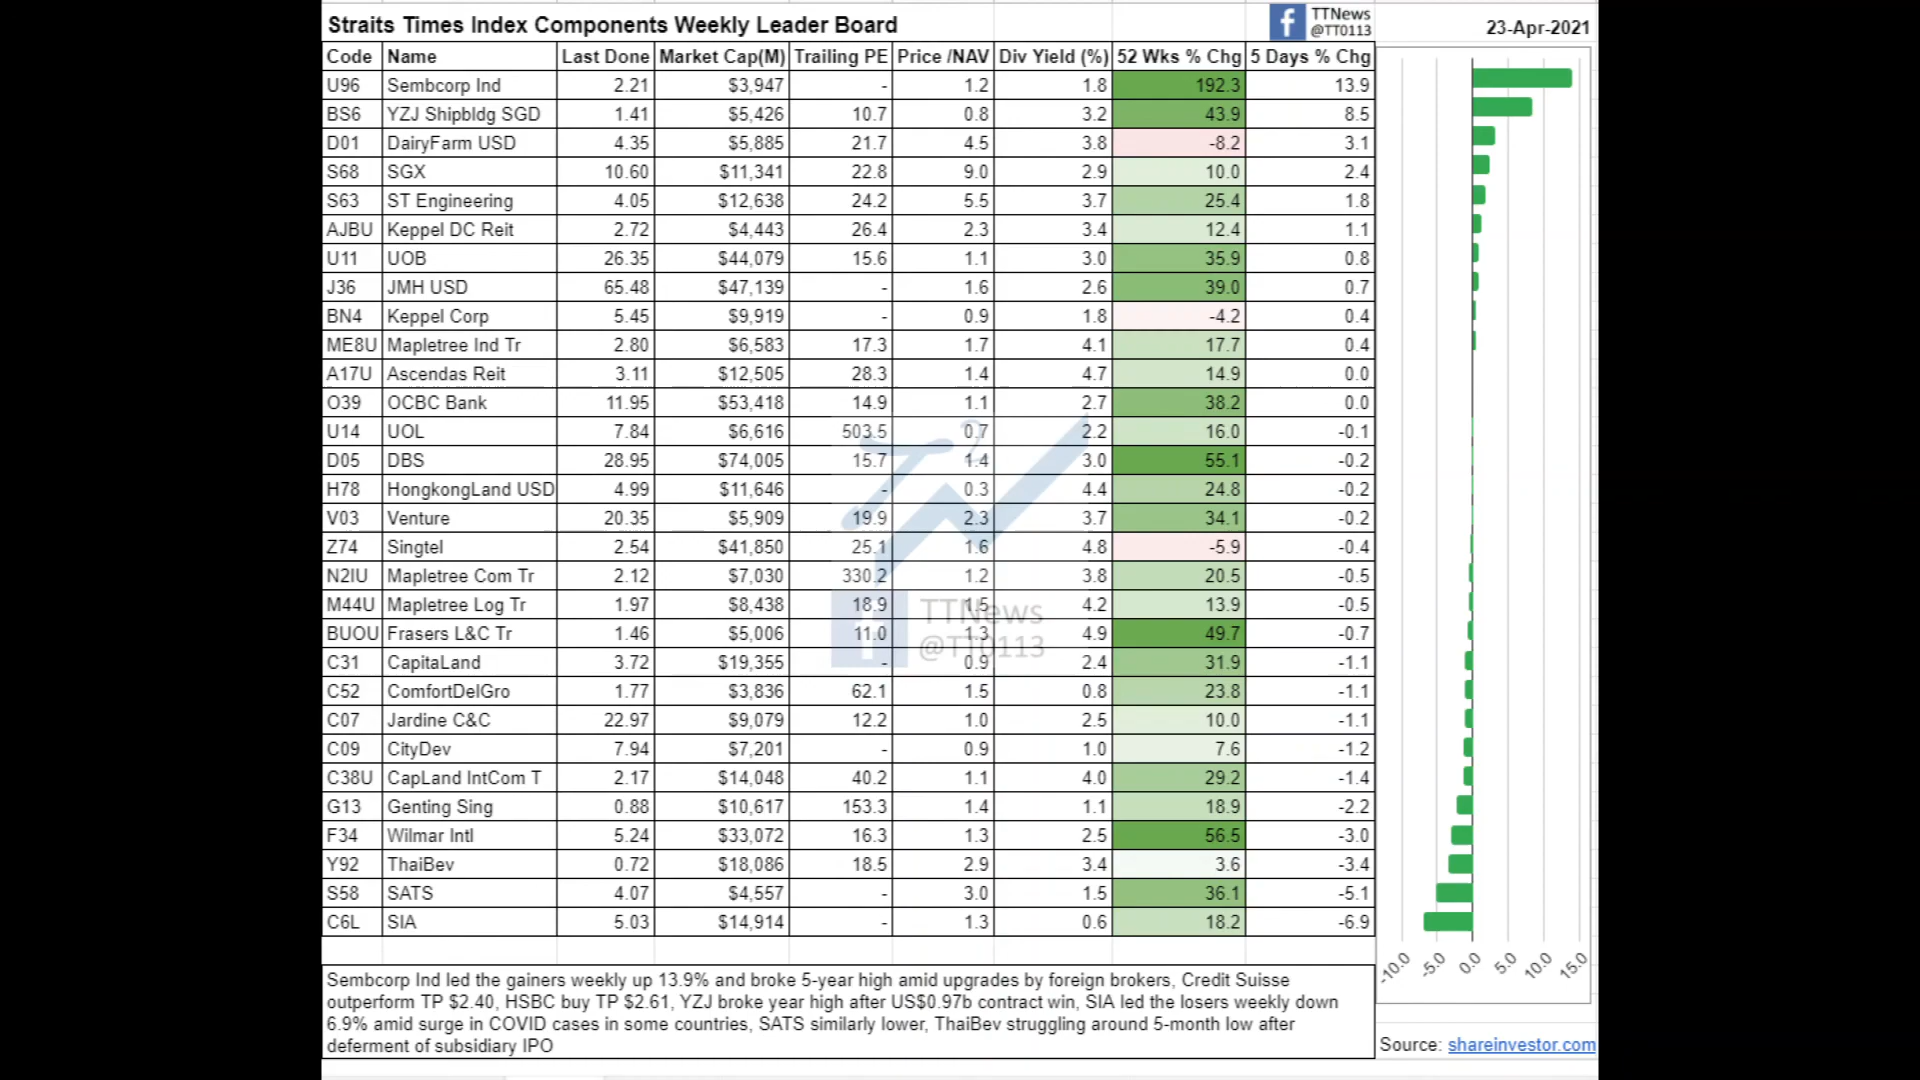 Straits Times Index Components Weekly Leader Board
f TTNews @TT0113
23-Apr-2021
Code Name Last Done Market Cap(M) Trailing PE Price /NAV Div Yield (%) 52 Wks % Chg 5 Days % Chg
U96 Sembcorp Ind 2.21 $3,947 - 1.2 1.8 192.3 13.9
BS6 YZJ Shipbldg SGD 1.41 $5,426 10.7 0.8 3.2 43.9 8.5
D01 DairyFarm USD 4.35 $5,885 21.7 4.5 3.8 -8.2 3.1
S68 SGX 10.60 $11,341 22.8 9.0 2.9 10.0 2.4
S63 ST Engineering 4.05 $12,638 24.2 5.5 3.7 25.4 1.8
AJBU Keppel DC Reit 2.72 $4,443 26.4 2.3 3.4 12.4 1.1
U11 UOB 26.35 $44,079 15.6 1.1 3.0 35.9 0.8
J36 JMH USD 65.48 $47,139 - 1.6 2.6 39.0 0.7
BN4 Keppel Corp 5.45 $9,919 - 0.9 1.8 -4.2 0.4
ME8U Mapletree Ind Tr 2.80 $6,583 17.3 1.7 4.1 17.7 0.4
A17U Ascendas Reit 3.11 $12,505 28.3 1.4 4.7 14.9 0.0
O39 OCBC Bank 11.95 $53,418 14.9 1.1 2.7 38.2 0.0
U14 UOL 7.84 $6,616 503.5 0.7 2.2 16.0 -0.1
D05 DBS 28.95 $74,005 15.7 1.4 3.0 55.1 -0.2
H78 HongkongLand USD 4.99 $11,646 - 0.3 4.4 24.8 -0.2
V03 Venture 20.35 $5,909 19.9 2.3 3.7 34.1 -0.2
Z74 Singtel 2.54 $41,850 25.1 1.6 4.8 -5.9 -0.4
N2IU Mapletree Com Tr 2.12 $7,030 330.2 1.2 3.8 20.5 -0.5
M44U Mapletree Log Tr 1.97 $8,438 18.9 1.5 4.2 13.9 -0.5
BUOU Frasers L&C Tr 1.46 $5,006 11.0 1.3 4.9 49.7 -0.7
C31 CapitaLand 3.72 $19,355 - 0.9 2.4 31.9 -1.1
C52 ComfortDelGro 1.77 $3,836 62.1 1.5 0.8 23.8 -1.1
C07 Jardine C&C 22.97 $9,079 12.2 1.0 2.5 10.0 -1.1
C09 CityDev 7.94 $7,201 - 0.9 1.0 7.6 -1.2
C38U CapLand IntCom T 2.17 $14,048 40.2 1.1 4.0 29.2 -1.4
G13 Genting Sing 0.88 $10,617 153.3 1.4 1.1 18.9 -2.2
F34 Wilmar Intl 5.24 $33,072 16.3 1.3 2.5 56.5 -3.0
Y92 ThaiBev 0.72 $18,086 18.5 2.9 3.4 3.6 -3.4
S58 SATS 4.07 $4,557 - 3.0 1.5 36.1 -5.1
C6L SIA 5.03 $14,914 - 1.3 0.6 18.2 -6.9
TTNews
@TT0113
-10.0 -5.0 0.0 5.0 10.0 15.0
Sembcorp Ind led the gainers weekly up 13.9% and broke 5-year high amid upgrades by foreign brokers, Credit Suisse
outperform TP $2.40, HSBC buy TP $2.61, YZJ broke year high after US$0.97b contract win, SIA led the losers weekly down
6.9% amid surge in COVID cases in some countries, SATS similarly lower, ThaiBev struggling around 5-month low after
deferment of subsidiary IPO
Source: shareinvestor.com